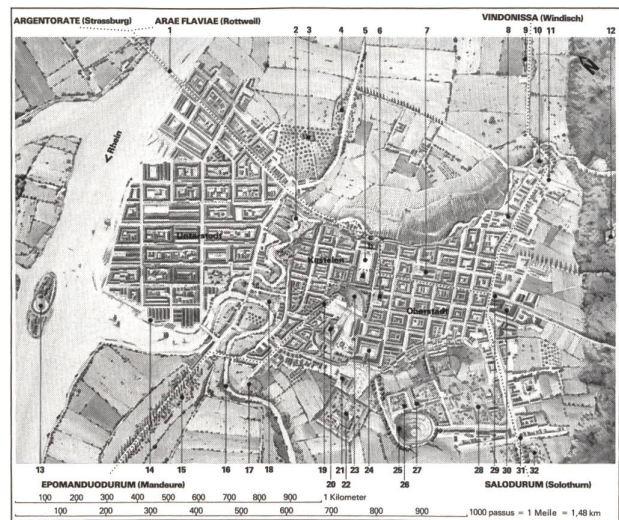 ARGENTORATE (Strassburg) ARAE FLAVIAE (Rottweil) VINDONISSA (Windisch)
1 2 3 4 5 6 7 8 9 10 11 12
Rhein
N
Unterstadt
Kastelen
Oberstadt
13 14 15 16 17 18 19 21 23 24 25 27 28 29 30 31 32
20 22 26
EPOMANDUODURUM (Mandeure) SALODURUM (Solothurn)
100 200 300 400 500 600 700 800 900 1 Kilometer
100 200 300 400 500 600 700 800 900 1000 passus = 1 Meile = 1,48 km